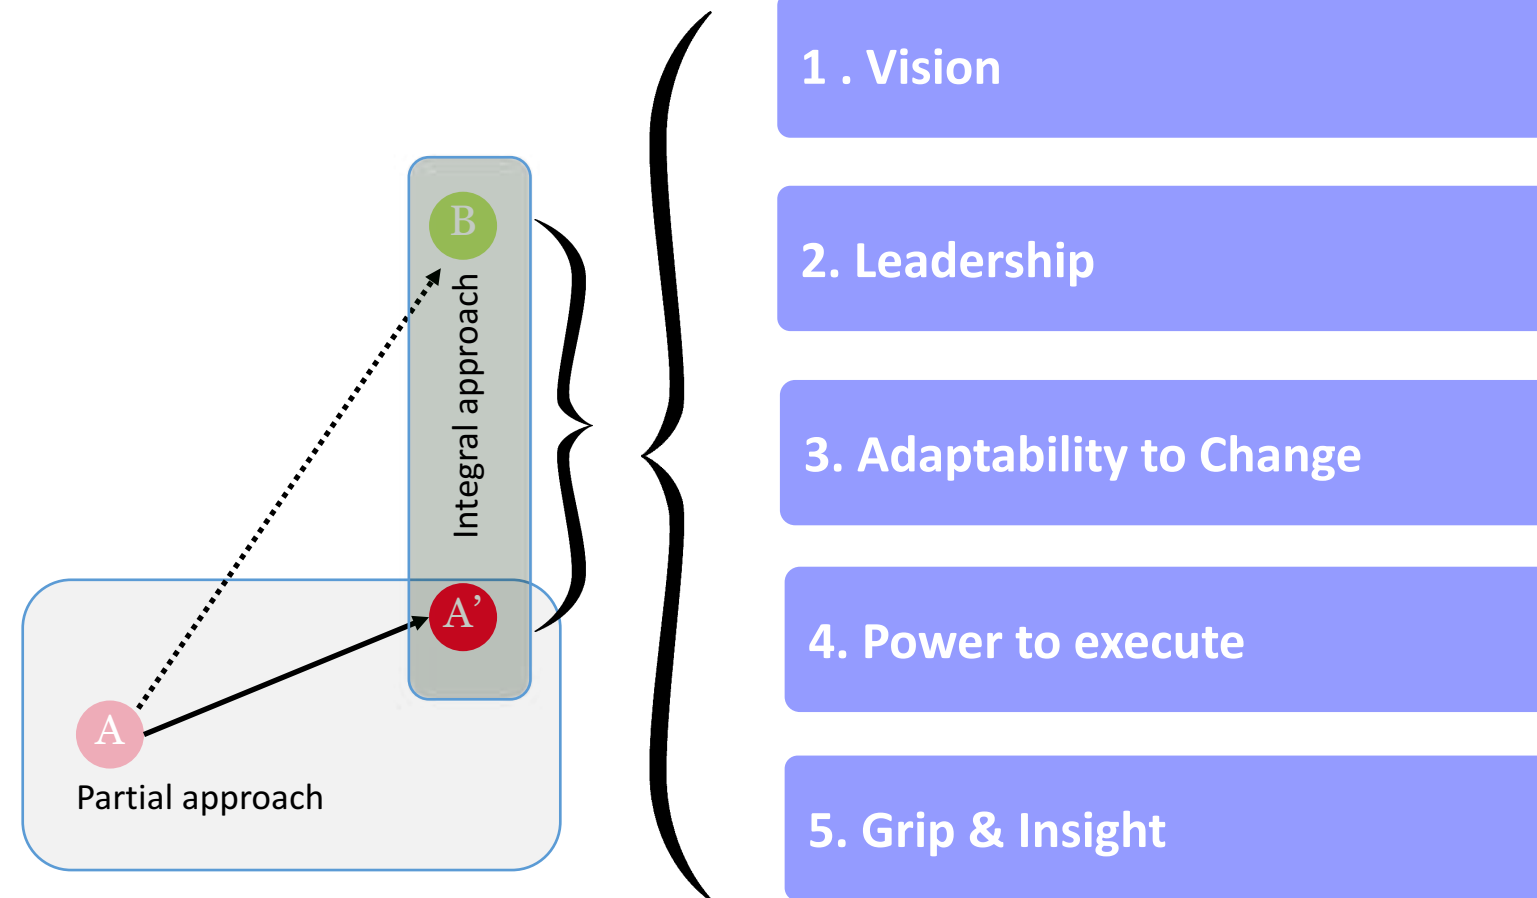 B
Integral approach
A’
A
Partial approach
1 . Vision
2. Leadership
3. Adaptability to Change
4. Power to execute
5. Grip & Insight